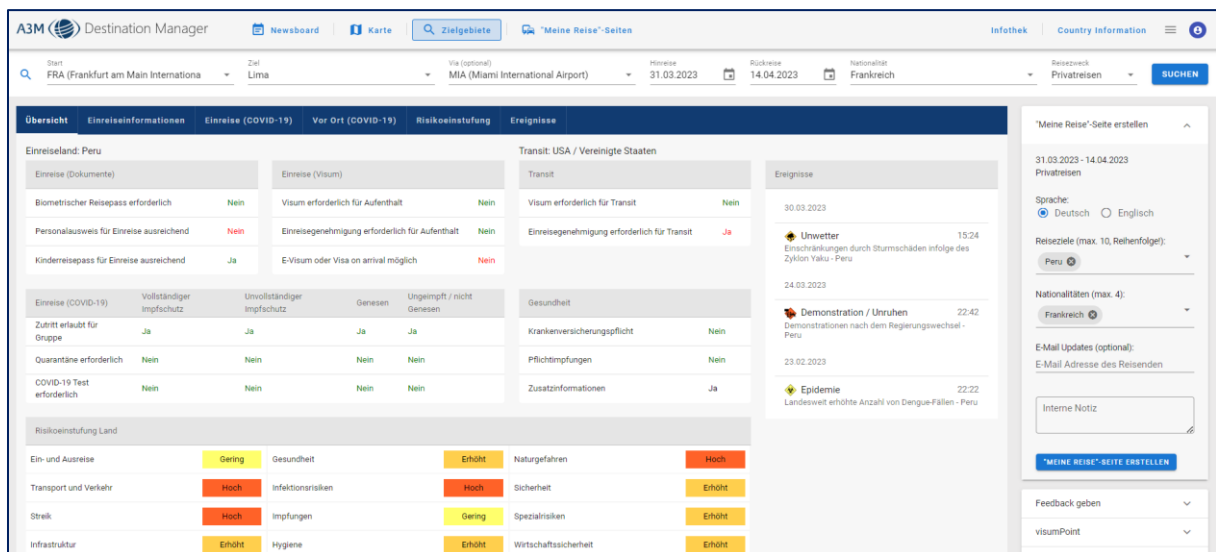 A3M Destination Manager
Newsboard
Karte
Zielgebiete
"Meine Reise"-Seiten
Infothek
Country Information
Start
FRA (Frankfurt am Main Internationa
Ziel
Lima
Via (optional)
MIA (Miami International Airport)
Hinreise
31.03.2023
Rückreise
14.04.2023
Nationalität
Frankreich
Reisezweck
Privatreisen
SUCHEN
Übersicht Einreiseinformationen Einreise (COVID-19) Vor Ort (COVID-19) Risikoeinstufung Ereignisse
Einreiseland: Peru
Einreise (Dokumente)
Biometrischer Reisepass erforderlich Nein
Personalausweis für Einreise ausreichend Nein
Kinderreisepass für Einreise ausreichend Ja
Einreise (Visum)
Visum erforderlich für Aufenthalt Nein
Einreisegenehmigung erforderlich für Aufenthalt Nein
E-Visum oder Visa on arrival möglich Nein
Transit: USA / Vereinigte Staaten
Transit
Visum erforderlich für Transit Nein
Einreisegenehmigung erforderlich für Transit Ja
Einreise (COVID-19) Vollständiger Impfschutz Unvollständiger Impfschutz Genesen Ungeimpft / nicht Genesen
Zutritt erlaubt für Gruppe Ja Ja Ja Ja
Quarantäne erforderlich Nein Nein Nein Nein
COVID-19 Test erforderlich Nein Nein Nein Nein
Gesundheit
Krankenversicherungspflicht Nein
Pflichtimpfungen Nein
Zusatzinformationen Ja
Ereignisse
30.03.2023
Unwetter 15:24
Einschränkungen durch Sturmschäden infolge des
Zyklon Yaku - Peru
24.03.2023
Demonstration / Unruhen 22:42
Demonstrationen nach dem Regierungswechsel -
Peru
23.02.2023
Epidemie 22:22
Landesweit erhöhte Anzahl von Dengue-Fällen - Peru
Risikoeinstufung Land
Ein- und Ausreise Gering Gesundheit Erhöht Naturgefahren Hoch
Transport und Verkehr Hoch Infektionsrisiken Hoch Sicherheit Erhöht
Streik Hoch Impfungen Gering Spezialrisiken Erhöht
Infrastruktur Erhöht Hygiene Erhöht Wirtschaftssicherheit Erhöht
"Meine Reise"-Seite erstellen
31.03.2023 - 14.04.2023
Privatreisen
Sprache:
Deutsch Englisch
Reiseziele (max. 10, Reihenfolge!):
Peru
Nationalitäten (max. 4):
Frankreich
E-Mail Updates (optional):
E-Mail Adresse des Reisenden
Interne Notiz
"MEINE REISE"-SEITE ERSTELLEN
Feedback geben
visumPoint